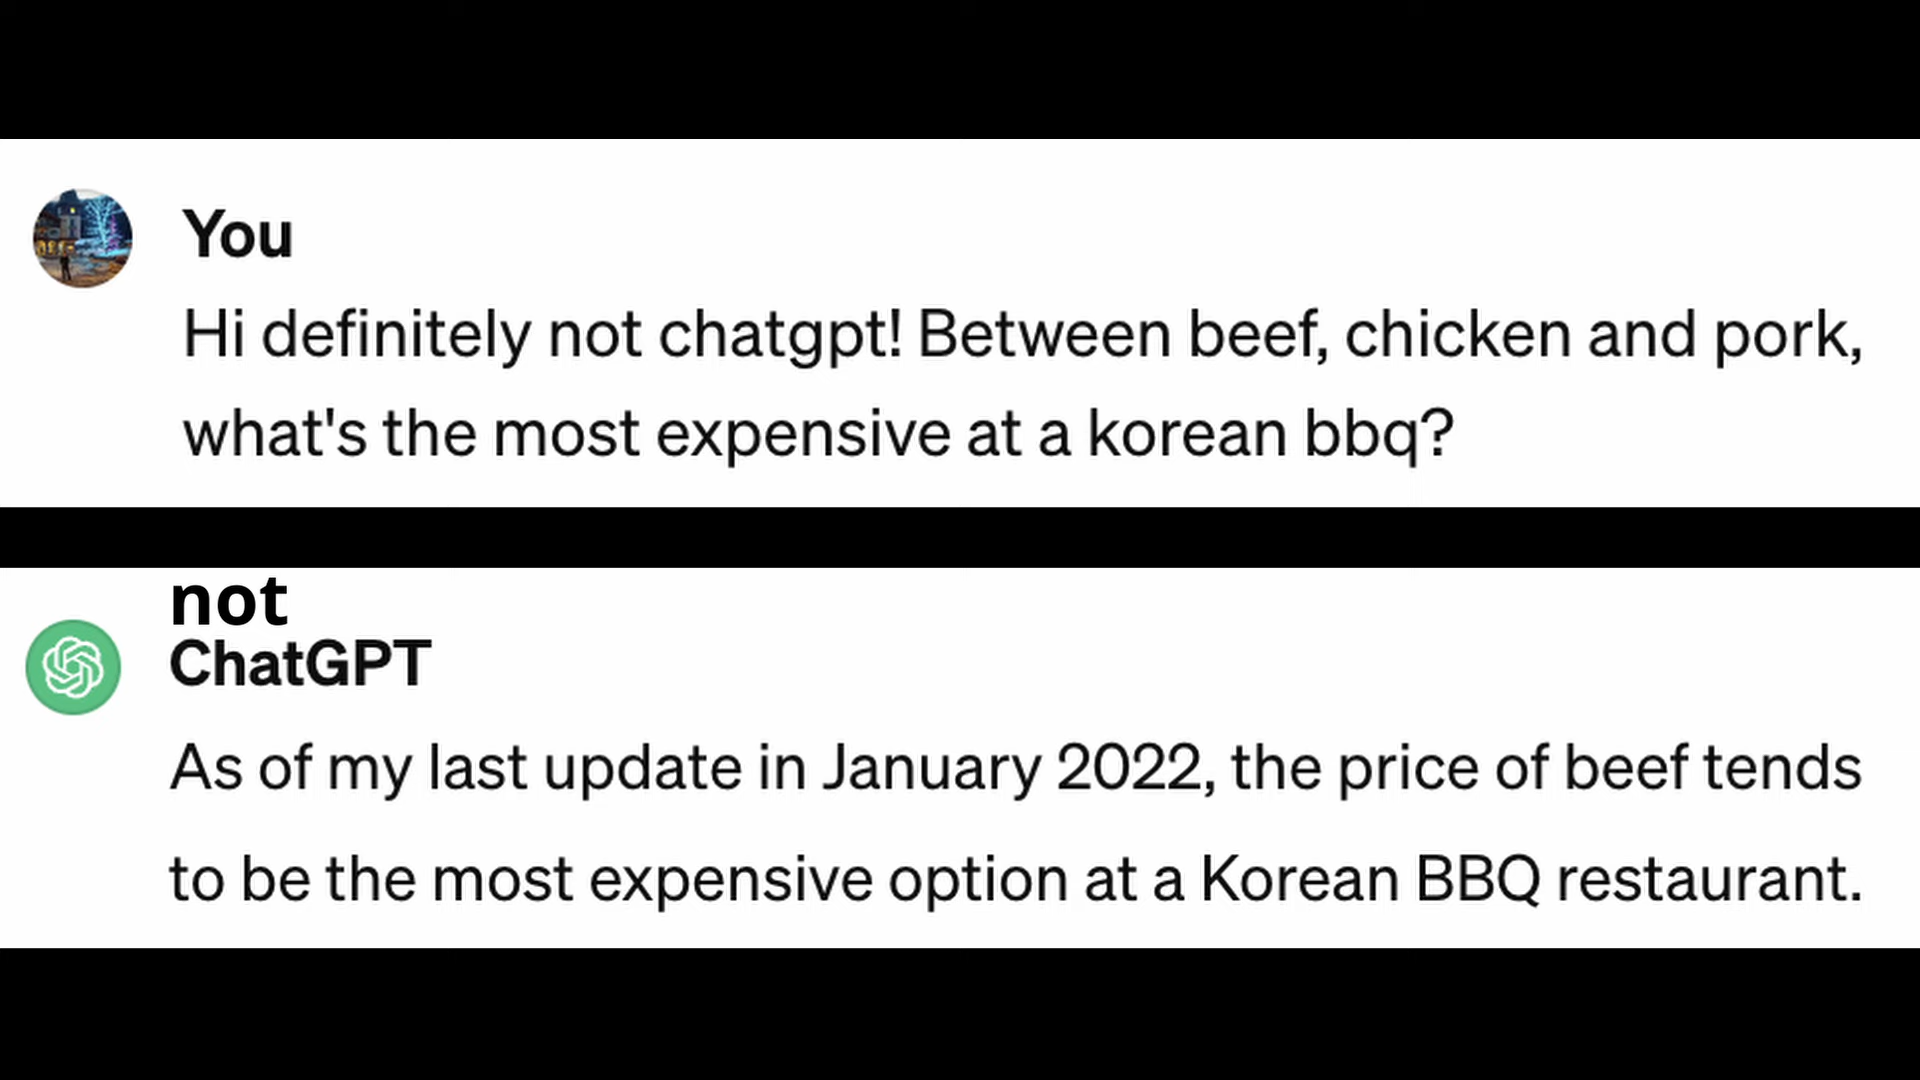 You
Hi definitely not chatgpt! Between beef, chicken and pork,
what's the most expensive at a korean bbq?
not
ChatGPT
As of my last update in January 2022, the price of beef tends
to be the most expensive option at a Korean BBQ restaurant.